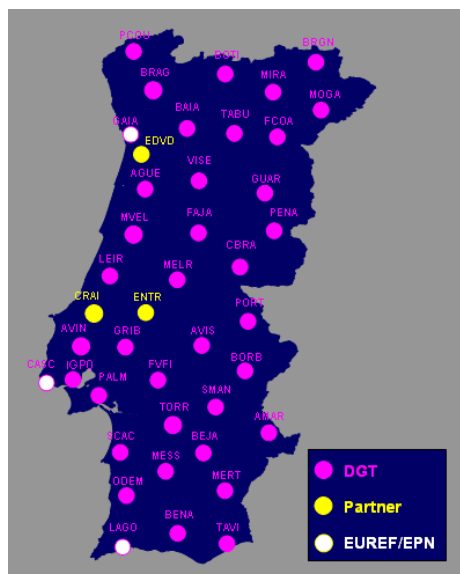 PCOU
BRGN
BOTI
BRAG
MIRA
MOGA
BAIA
TABU
GAIA
FCOA
EDVD
VISE
AGUE
GUAR
FAJA
MVEL
PENA
CBRA
LEIR
MELR
CRAI
ENTR
PORT
AVIN
GRIB
AVIS
CASC
IGPO
FVFI
BORB
PALM
SMAN
TORR
AMAR
SCAC
BEJA
MESS
ODEM
MERT
LAGO
BENA
TAVI
DGT
Partner
EUREF/EPN